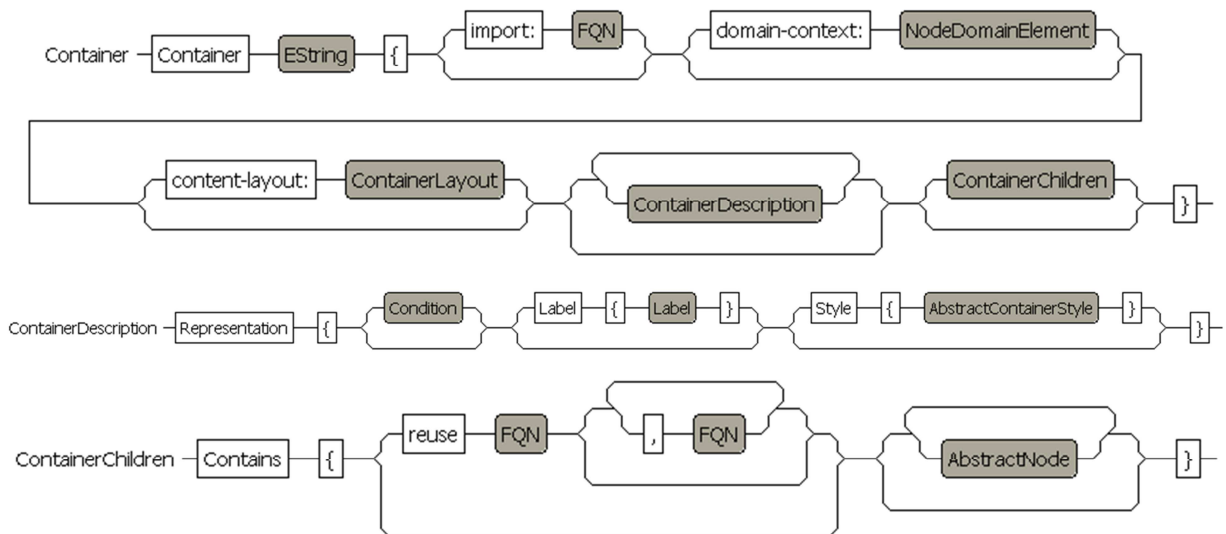 import: FQN domain-context: NodeDomainElement
Container Container EString {
content-layout: ContainerLayout ContainerChildren
ContainerDescription }
Condition Label { Label } Style { AbstractContainerStyle }
ContainerDescription Representation { }
reuse FQN , FQN
ContainerChildren Contains { AbstractNode }